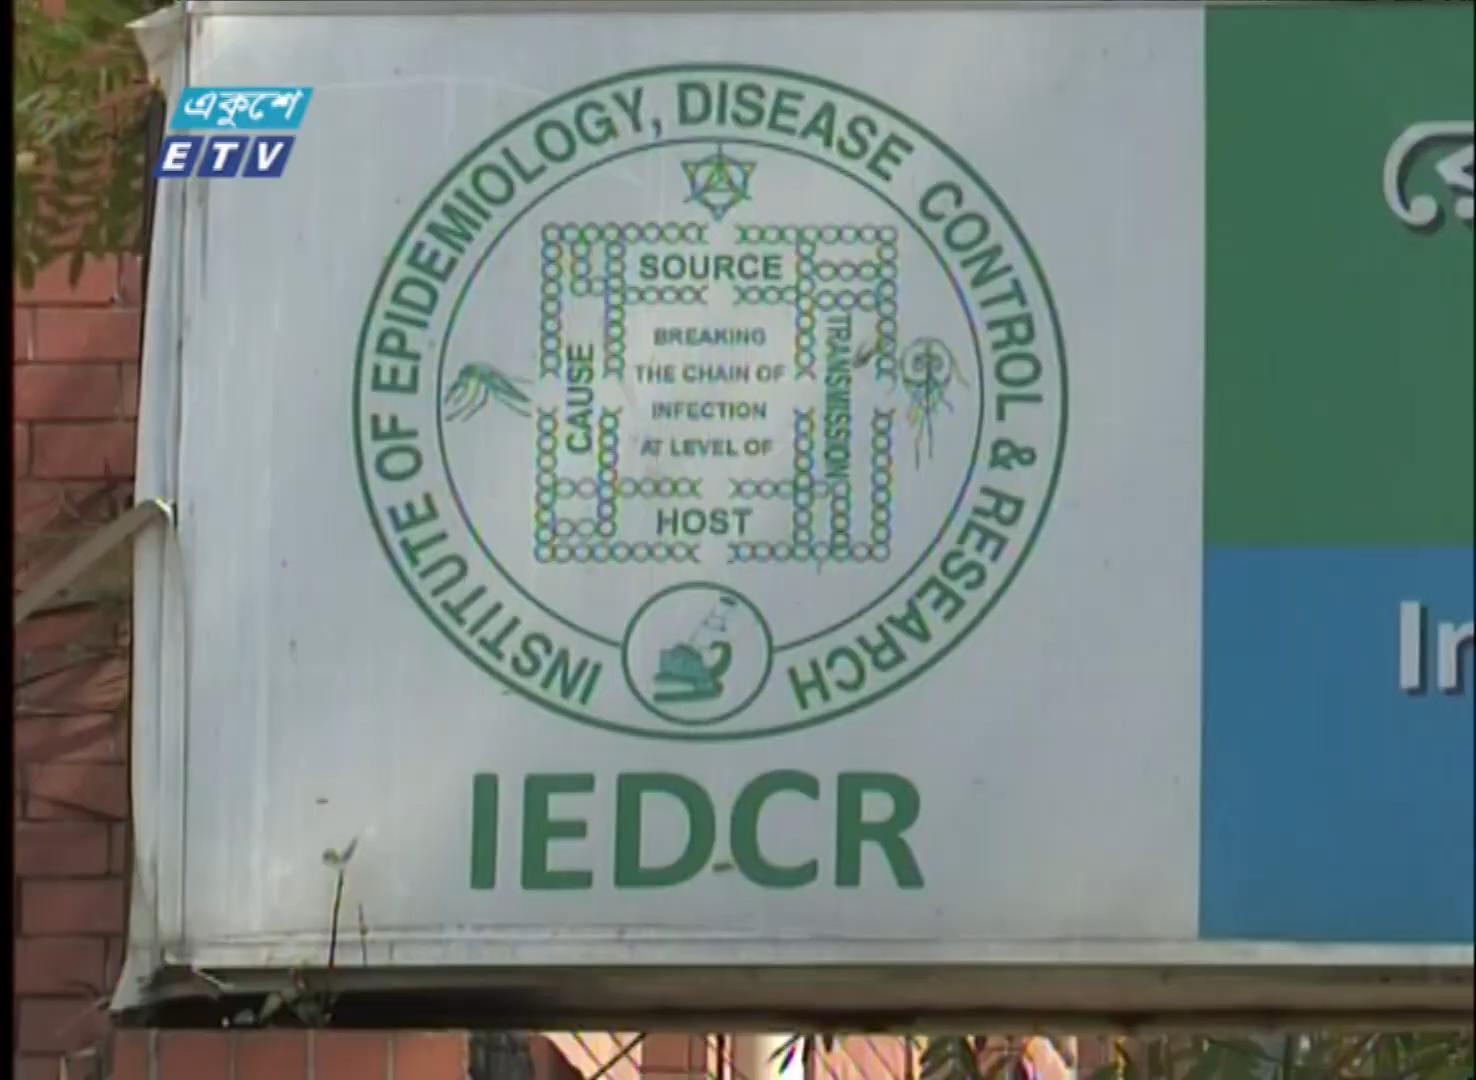 একুশে
ETV
INSTITUTE OF EPIDEMIOLOGY, DISEASE CONTROL & RESEARCH
SOURCE
CAUSE
BREAKING
THE CHAIN OF
INFECTION
AT LEVEL OF
TRANSMISSION
HOST
IEDCR